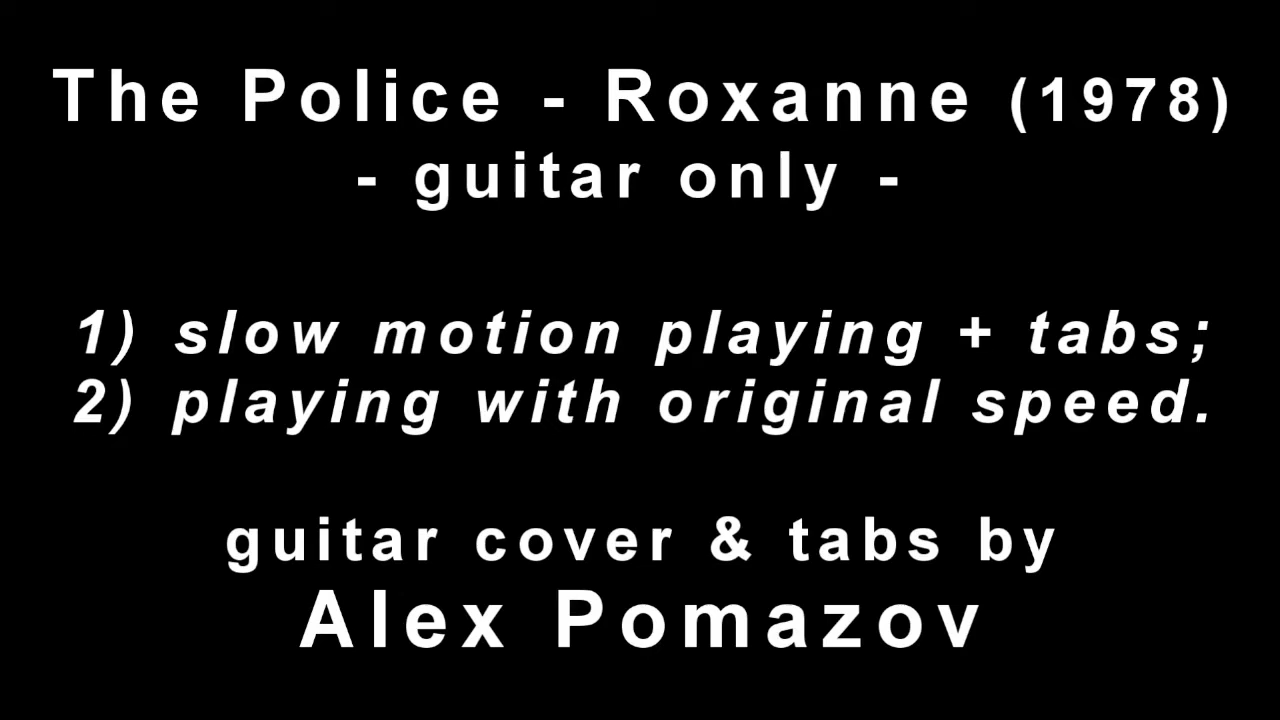 The Police - Roxanne (1978)
- guitar only -
1) slow motion playing + tabs;
2) playing with original speed.
guitar cover & tabs by
Alex Pomazov